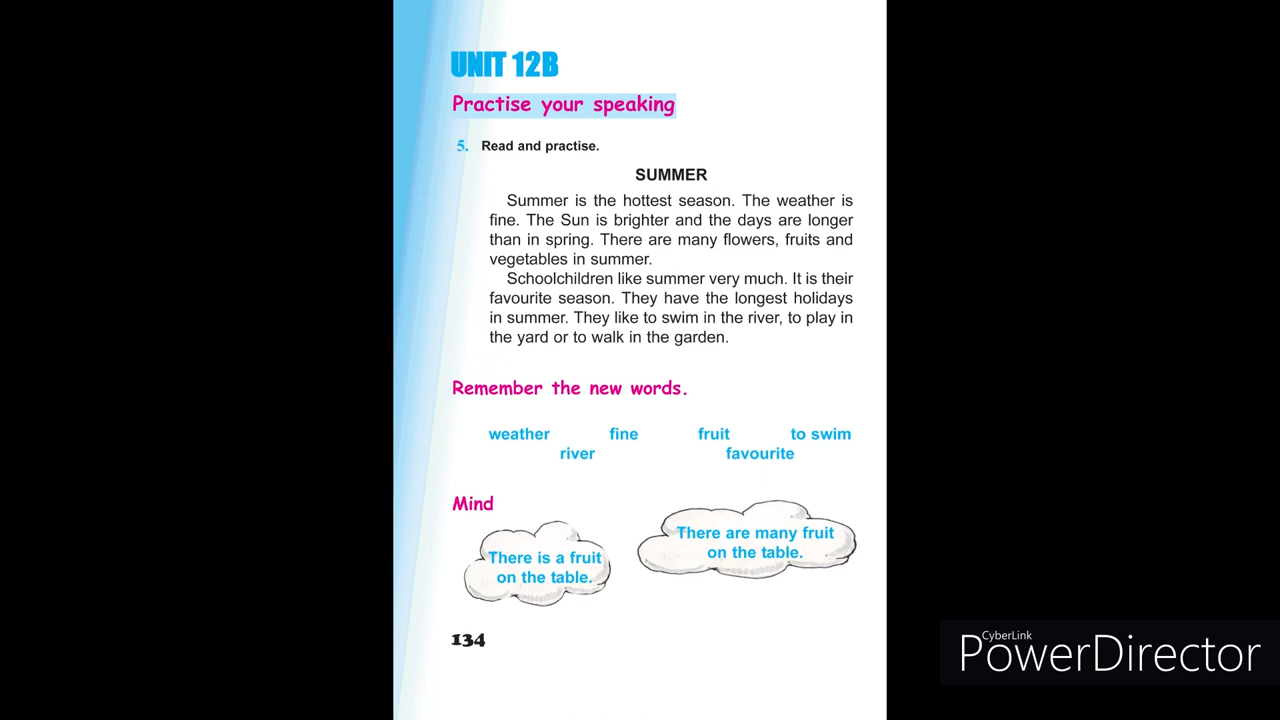 UNIT 12B
Practise your speaking
5. Read and practise.
SUMMER
Summer is the hottest season. The weather is
fine. The Sun is brighter and the days are longer
than in spring. There are many flowers, fruits and
vegetables in summer.
Schoolchildren like summer very much. It is their
favourite season. They have the longest holidays
in summer. They like to swim in the river, to play in
the yard or to walk in the garden.
Remember the new words.
weather fine fruit to swim
river favourite
Mind
There is a fruit
on the table.
There are many fruit
on the table.
134
CyberLink
PowerDirector